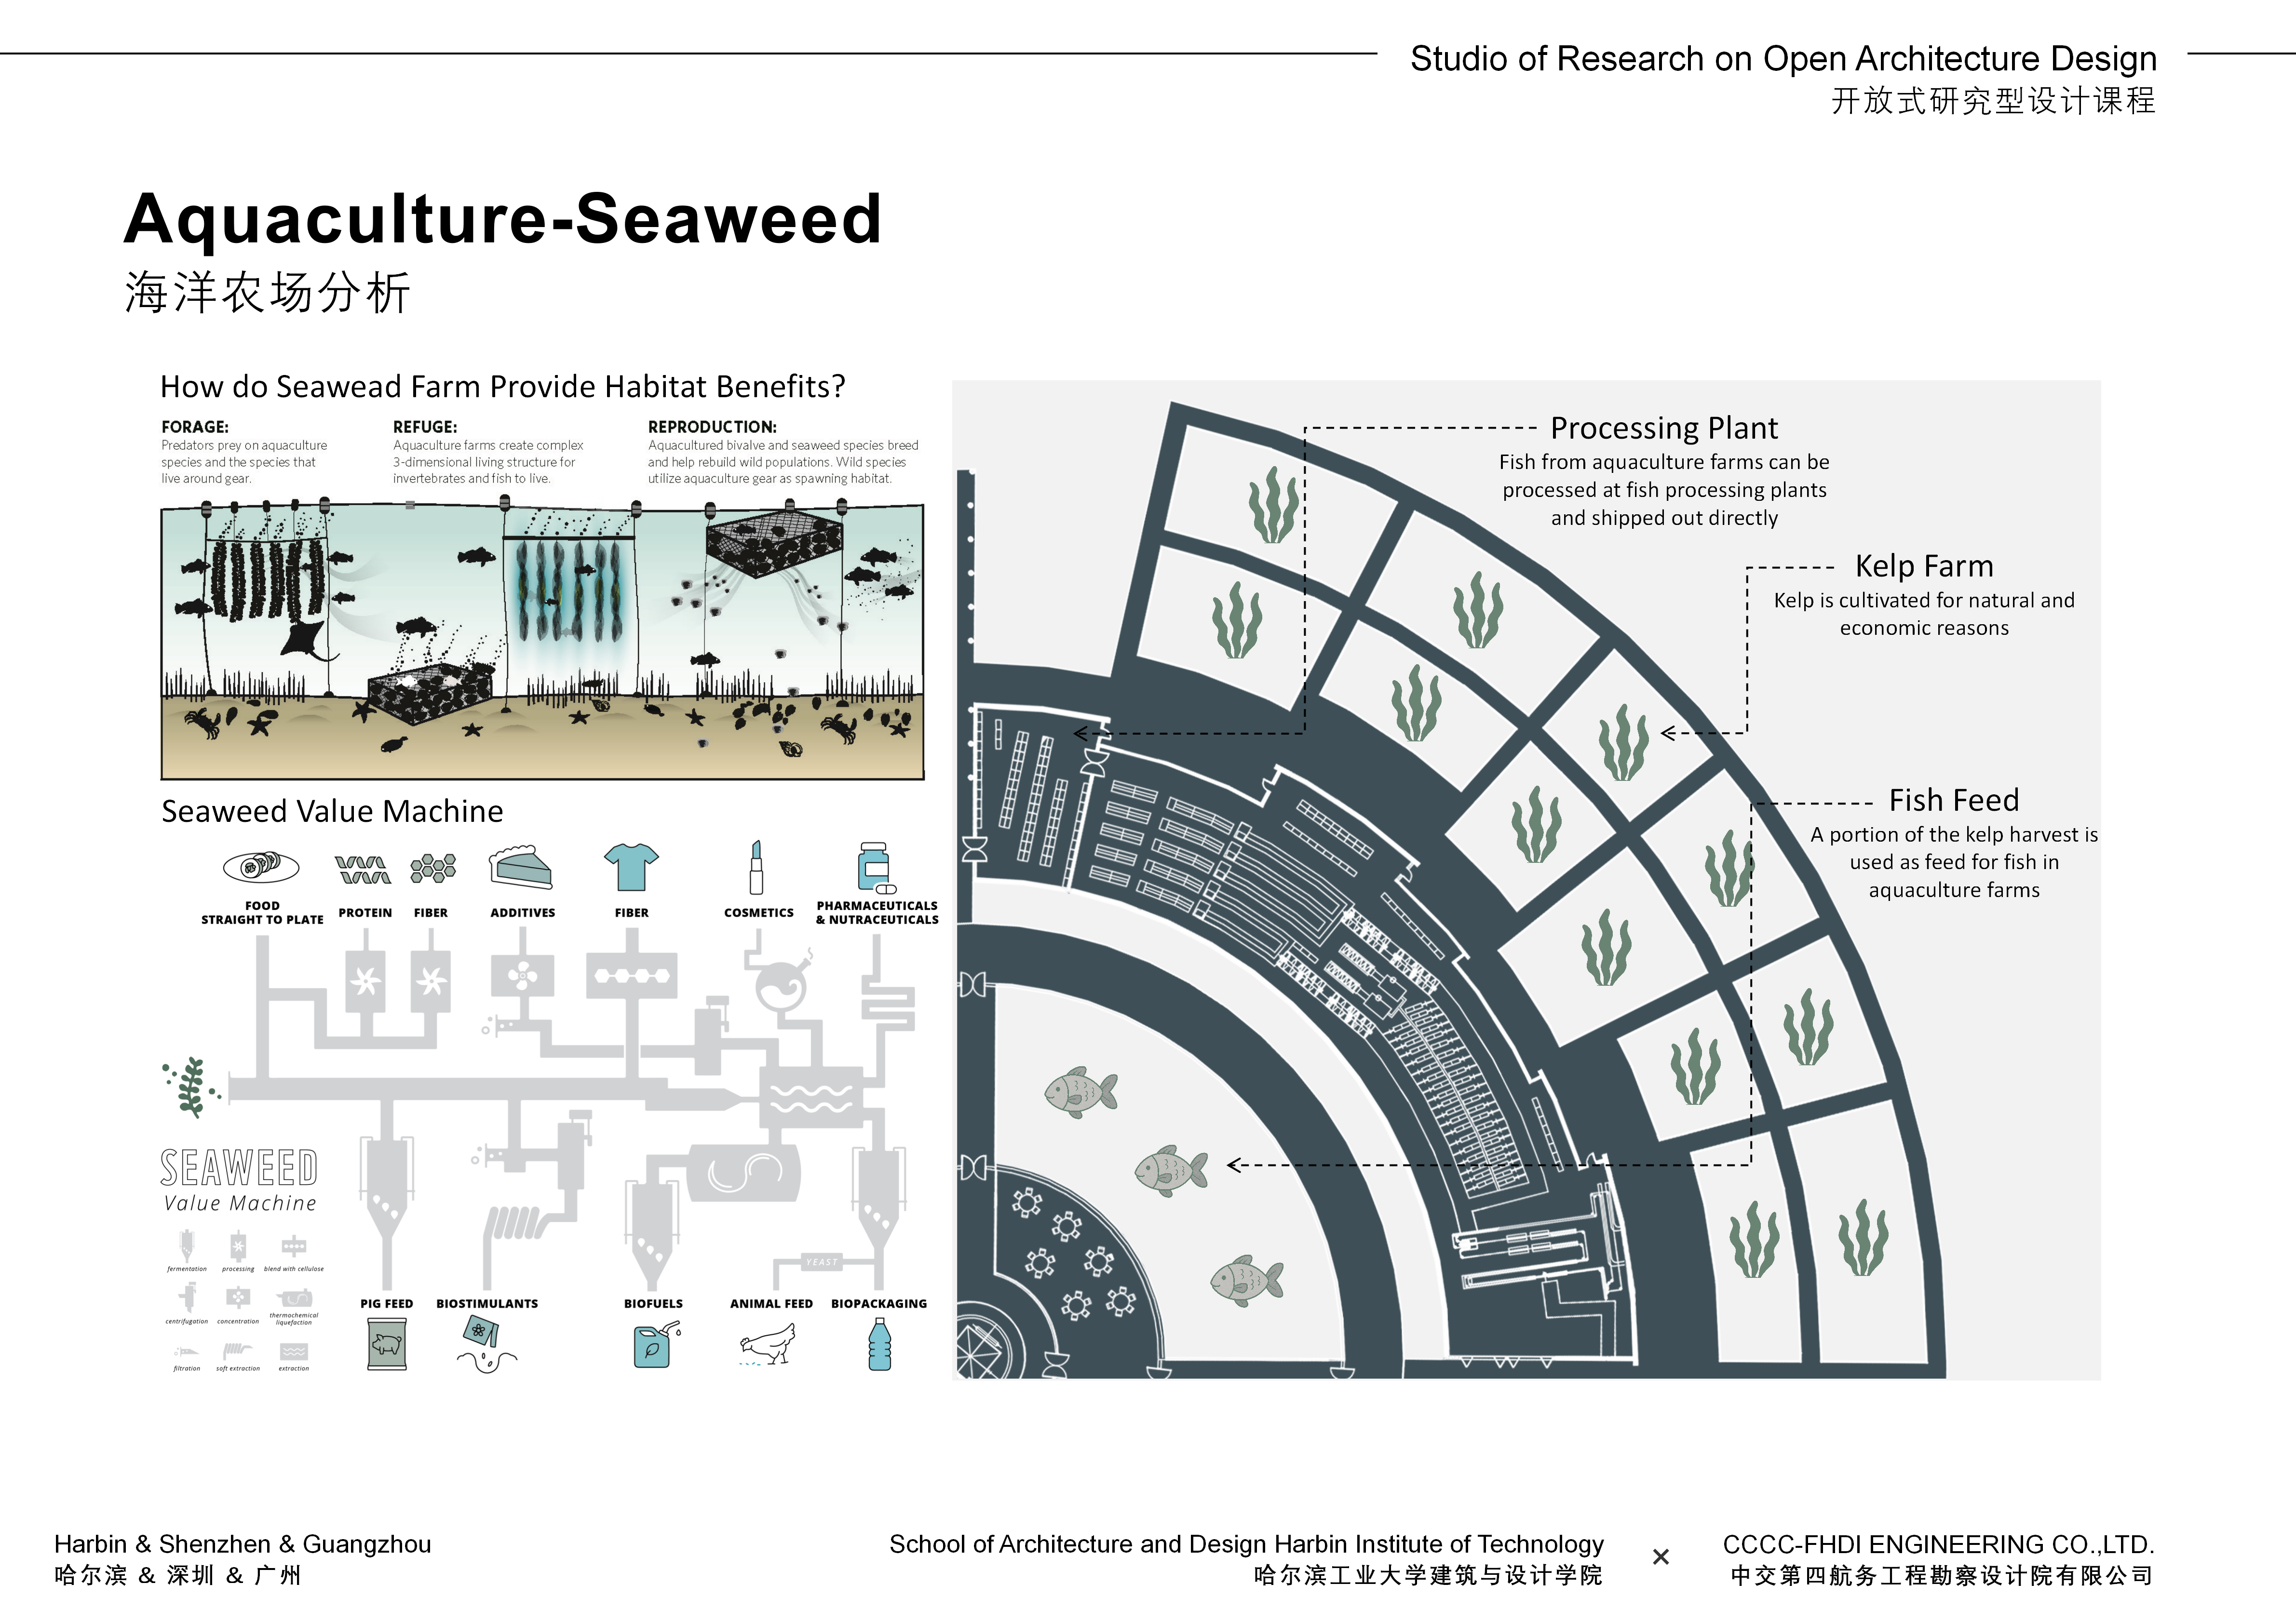 Studio of Research on Open Architecture Design
开放式研究型设计课程
Aquaculture-Seaweed
海洋农场分析
How do Seawead Farm Provide Habitat Benefits?
FORAGE:
Predators prey on aquaculture
species and the species that
live around gear.
REFUGE:
Aquaculture farms create complex
3-dimensional living structure for
invertebrates and fish to live.
REPRODUCTION:
Aquacultured bivalve and seaweed species breed
and help rebuild wild populations. Wild species
utilize aquaculture gear as spawning habitat.
Seaweed Value Machine
FOOD
STRAIGHT TO PLATE
PROTEIN
FIBER
ADDITIVES
FIBER
COSMETICS
PHARMACEUTICALS
& NUTRACEUTICALS
SEAWEED
Value Machine
fermentation
processing
blend with cellulose
centrifugation
concentration
thermochemical
liquefaction
filtration
soft extraction
extraction
YEAST
PIG FEED
BIOSTIMULANTS
BIOFUELS
ANIMAL FEED
BIOPACKAGING
Processing Plant
Fish from aquaculture farms can be
processed at fish processing plants
and shipped out directly
Kelp Farm
Kelp is cultivated for natural and
economic reasons
Fish Feed
A portion of the kelp harvest is
used as feed for fish in
aquaculture farms
Harbin & Shenzhen & Guangzhou
哈尔滨 & 深圳 & 广州
School of Architecture and Design Harbin Institute of Technology
哈尔滨工业大学建筑与设计学院
×
CCCC-FHDI ENGINEERING CO.,LTD.
中交第四航务工程勘察设计院有限公司